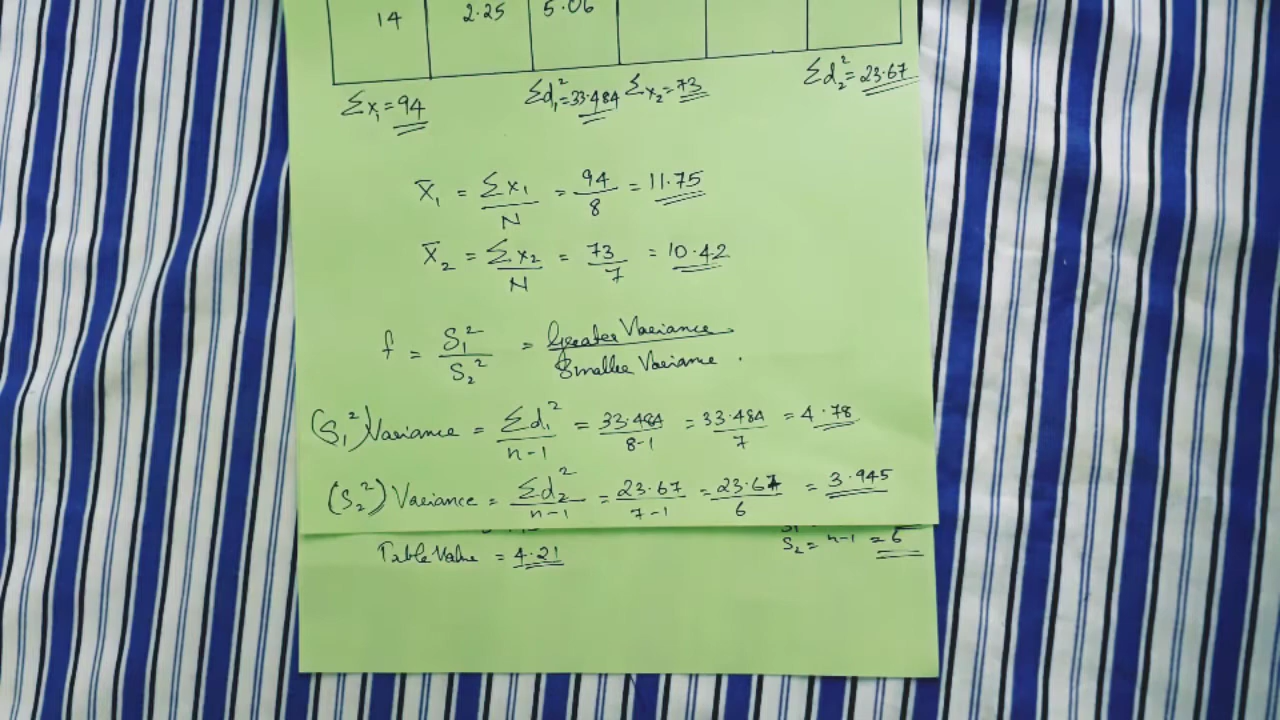 14 2.25 5.06
Σx₁=94 Σd₁²=33.484 Σx₂=73 Σd₂²=23.67
X̄₁ = Σx₁/N = 94/8 = 11.75
X̄₂ = Σx₂/N = 73/7 = 10.42
f = S₁²/S₂² = Greater Variance/Smaller Variance.
(S₁²) Variance = Σd₁²/n-1 = 33.484/8-1 = 33.484/7 = 4.78
(S₂²) Variance = Σd₂²/n-1 = 23.67/7-1 = 23.67/6 = 3.945
Table Value = 4.21 S₂ = n-1 = 6